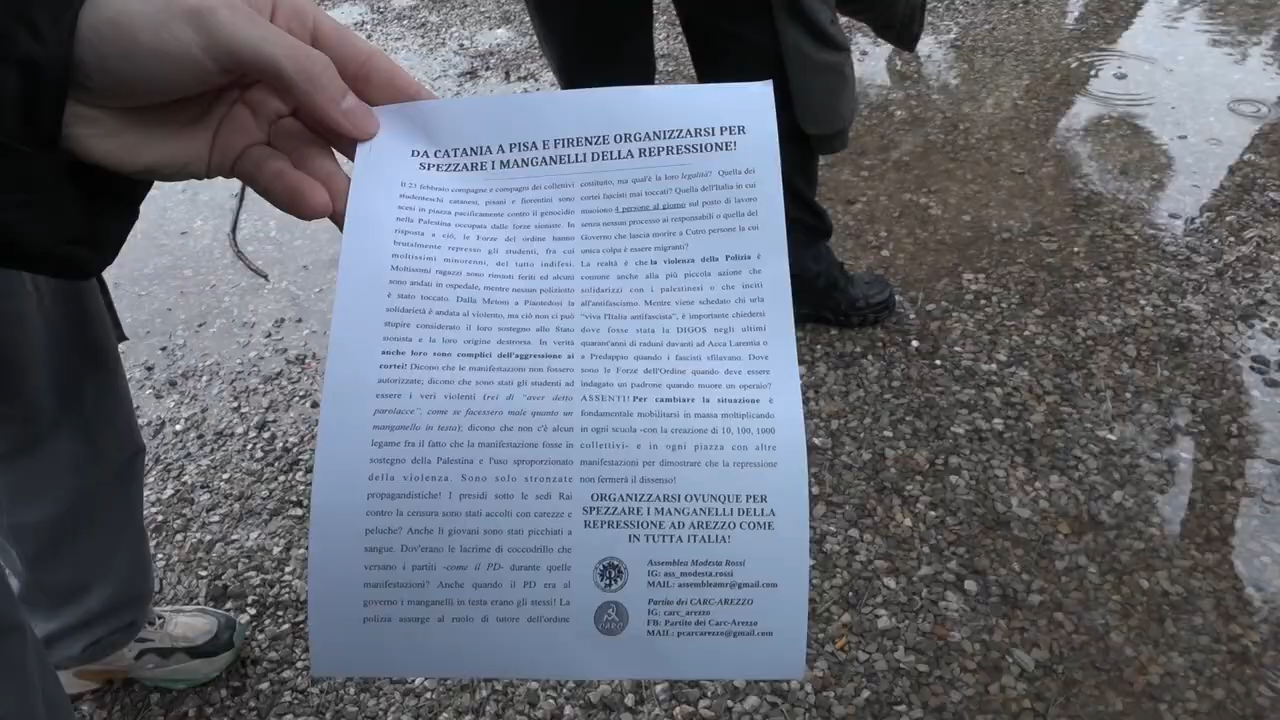 DA CATANIA A PISA E FIRENZE ORGANIZZARSI PER
SPEZZARE I MANGANELLI DELLA REPRESSIONE!
Il 23 febbraio compagne e compagni dei collettivi
studenteschi catanesi, pisani e fiorentini sono
scesi in piazza pacificamente contro il genocidio
nella Palestina occupata dalle forze sioniste. In
risposta a ciò, le Forze del ordine hanno
brutalmente represso gli studenti, fra cui
moltissimi minorenni, del tutto indifesi.
Moltissimi ragazzi sono rimasti feriti ed alcuni
sono andati in ospedale, mentre nessun poliziotto
è stato toccato. Dalla Meloni a Piantedosi la
solidarietà è andata al violento, ma ciò non ci può
stupire considerato il loro sostegno allo Stato
sionista e la loro origine destrorsa. In verità
anche loro sono complici dell'aggressione ai
cortei! Dicono che le manifestazioni non fossero
autorizzate; dicono che sono stati gli studenti ad
essere i veri violenti (rei di "aver detto
parolacce", come se facessero male quanto un
manganello in testa); dicono che non c'è alcun
legame fra il fatto che la manifestazione fosse in
sostegno della Palestina e l'uso sproporzionato
della violenza. Sono solo stronzate
propagandistiche! I presidi sotto le sedi Rai
contro la censura sono stati accolti con carezze e
peluche? Anche lì giovani sono stati picchiati a
sangue. Dov'erano le lacrime di coccodrillo che
versano i partiti -come il PD- durante quelle
manifestazioni? Anche quando il PD era al
governo i manganelli in testa erano gli stessi! La
polizia assurge al ruolo di tutore dell'ordine
costituito, ma qual'è la loro legalità? Quella dei
cortei fascisti mai toccati? Quella dell'Italia in cui
muoiono 4 persone al giorno sul posto di lavoro
senza nessun processo ai responsabili o quella del
Governo che lascia morire a Cutro persone la cui
unica colpa è essere migranti?
La realtà è che la violenza della Polizia è
comune anche alla più piccola azione che
solidarizzi con i palestinesi o che inciti
all'antifascismo. Mentre viene schedato chi urla
"viva l'Italia antifascista", è importante chiedersi
dove fosse stata la DIGOS negli ultimi
quarant'anni di raduni davanti ad Acca Larentia o
a Predappio quando i fascisti sfilavano. Dove
sono le Forze dell'Ordine quando deve essere
indagato un padrone quando muore un operaio?
ASSENTI! Per cambiare la situazione è
fondamentale mobilitarsi in massa moltiplicando
in ogni scuola -con la creazione di 10, 100, 1000
collettivi- e in ogni piazza con altre
manifestazioni per dimostrare che la repressione
non fermerà il dissenso!
ORGANIZZARSI OVUNQUE PER
SPEZZARE I MANGANELLI DELLA
REPRESSIONE AD AREZZO COME
IN TUTTA ITALIA!
Assemblea Modesta Rossi
IG: ass_modesta.rossi
MAIL: assembleamr@gmail.com
Partito dei CARC-AREZZO
IG: carc_arezzo
FB: Partito dei Carc-Arezzo
MAIL: pcarcarezzo@gmail.com
CARC